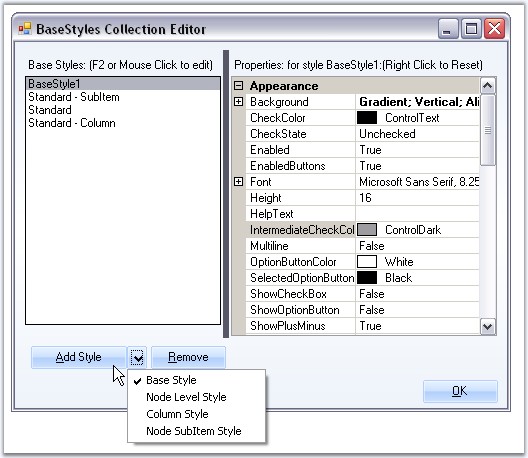 BaseStyles Collection Editor
Base Styles: (F2 or Mouse Click to edit)
Properties: for style BaseStyle1:(Right Click to Reset)
BaseStyle1
Standard - SubItem
Standard
Standard - Column
Appearance
Background Gradient; Vertical; Ali
CheckColor ControlText
CheckState Unchecked
Enabled True
EnabledButtons True
Font Microsoft Sans Serif, 8.25
Height 16
HelpText
IntermediateCheckCol ControlDark
Multiline False
OptionButtonColor White
SelectedOptionButton Black
ShowCheckBox False
ShowOptionButton False
ShowPlusMinus True
Add Style
Remove
Base Style
Node Level Style
Column Style
Node SubItem Style
OK